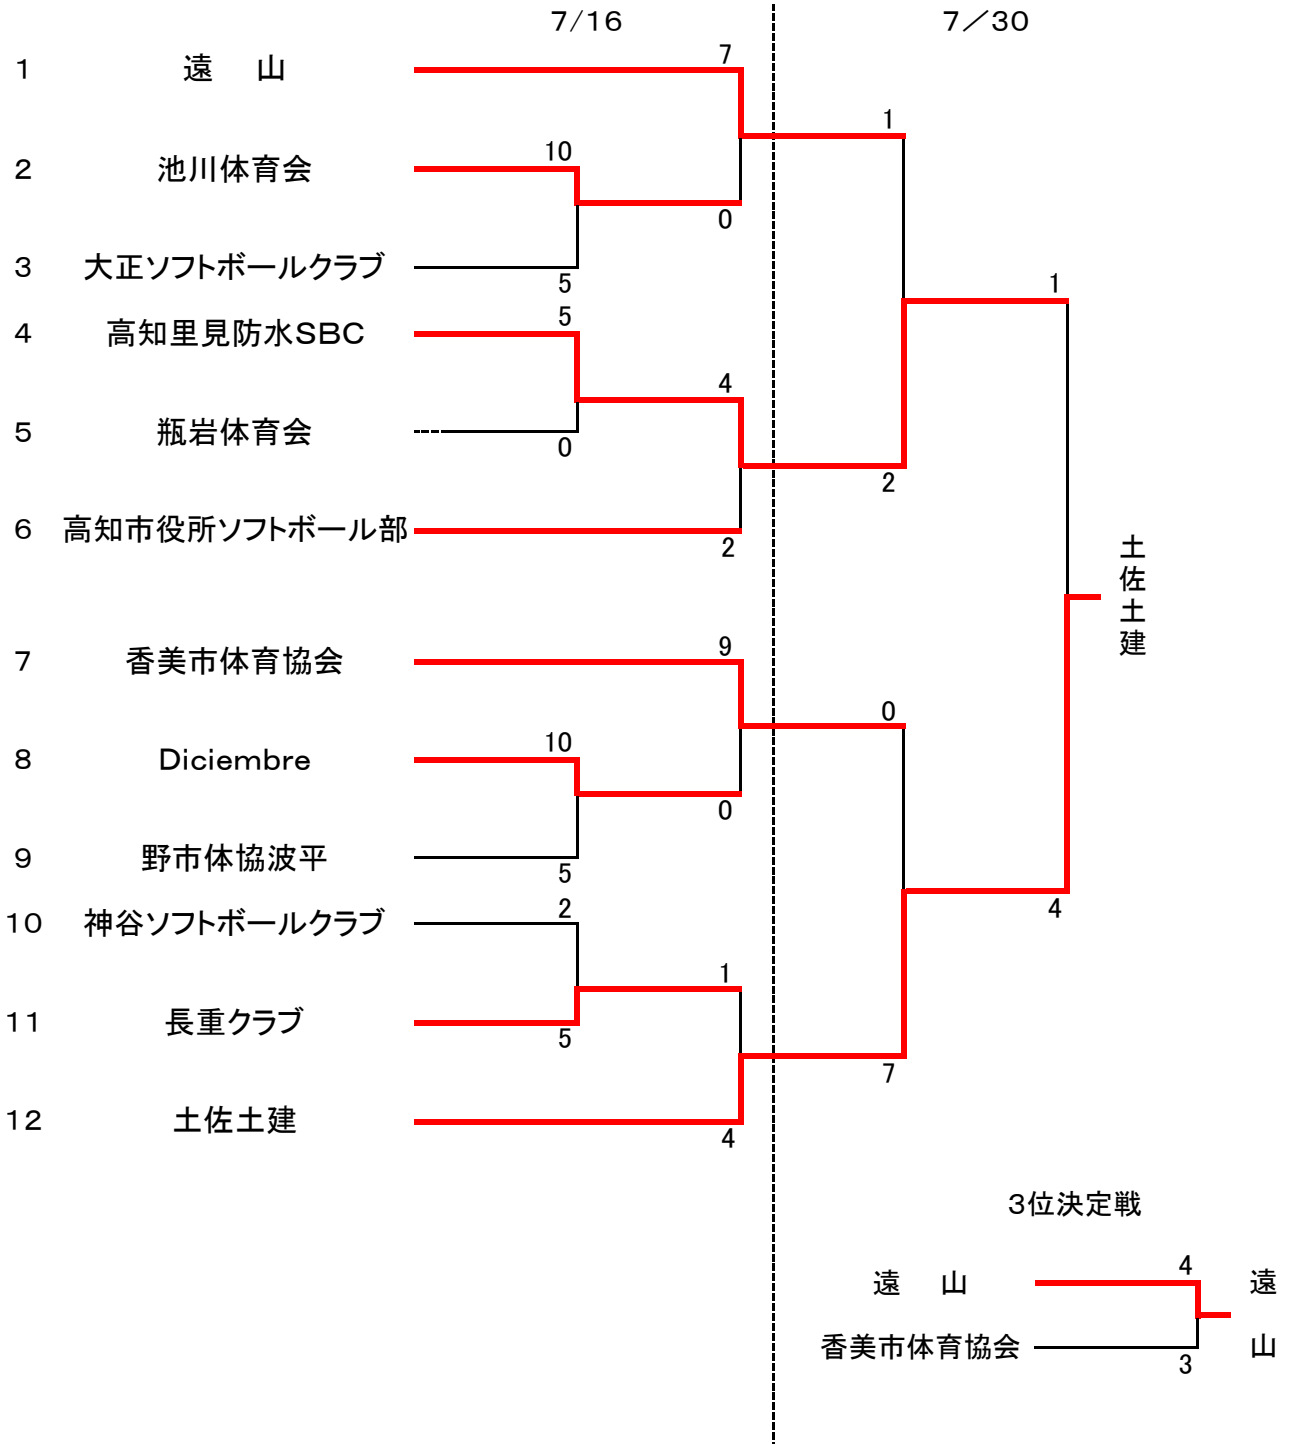 7/16
7／30
1 遠 山
7
1
2 池川体育会
10
0
3 大正ソフトボールクラブ
5
1
4 高知里見防水SBC
5
4
5 瓶岩体育会
0
2
6 高知市役所ソフトボール部
2
土佐土建
7 香美市体育協会
9
0
8 Diciembre
10
0
9 野市体協波平
5
4
10 神谷ソフトボールクラブ
2
1
11 長重クラブ
5
7
12 土佐土建
4
3位決定戦
遠 山
4
遠山
香美市体育協会
3